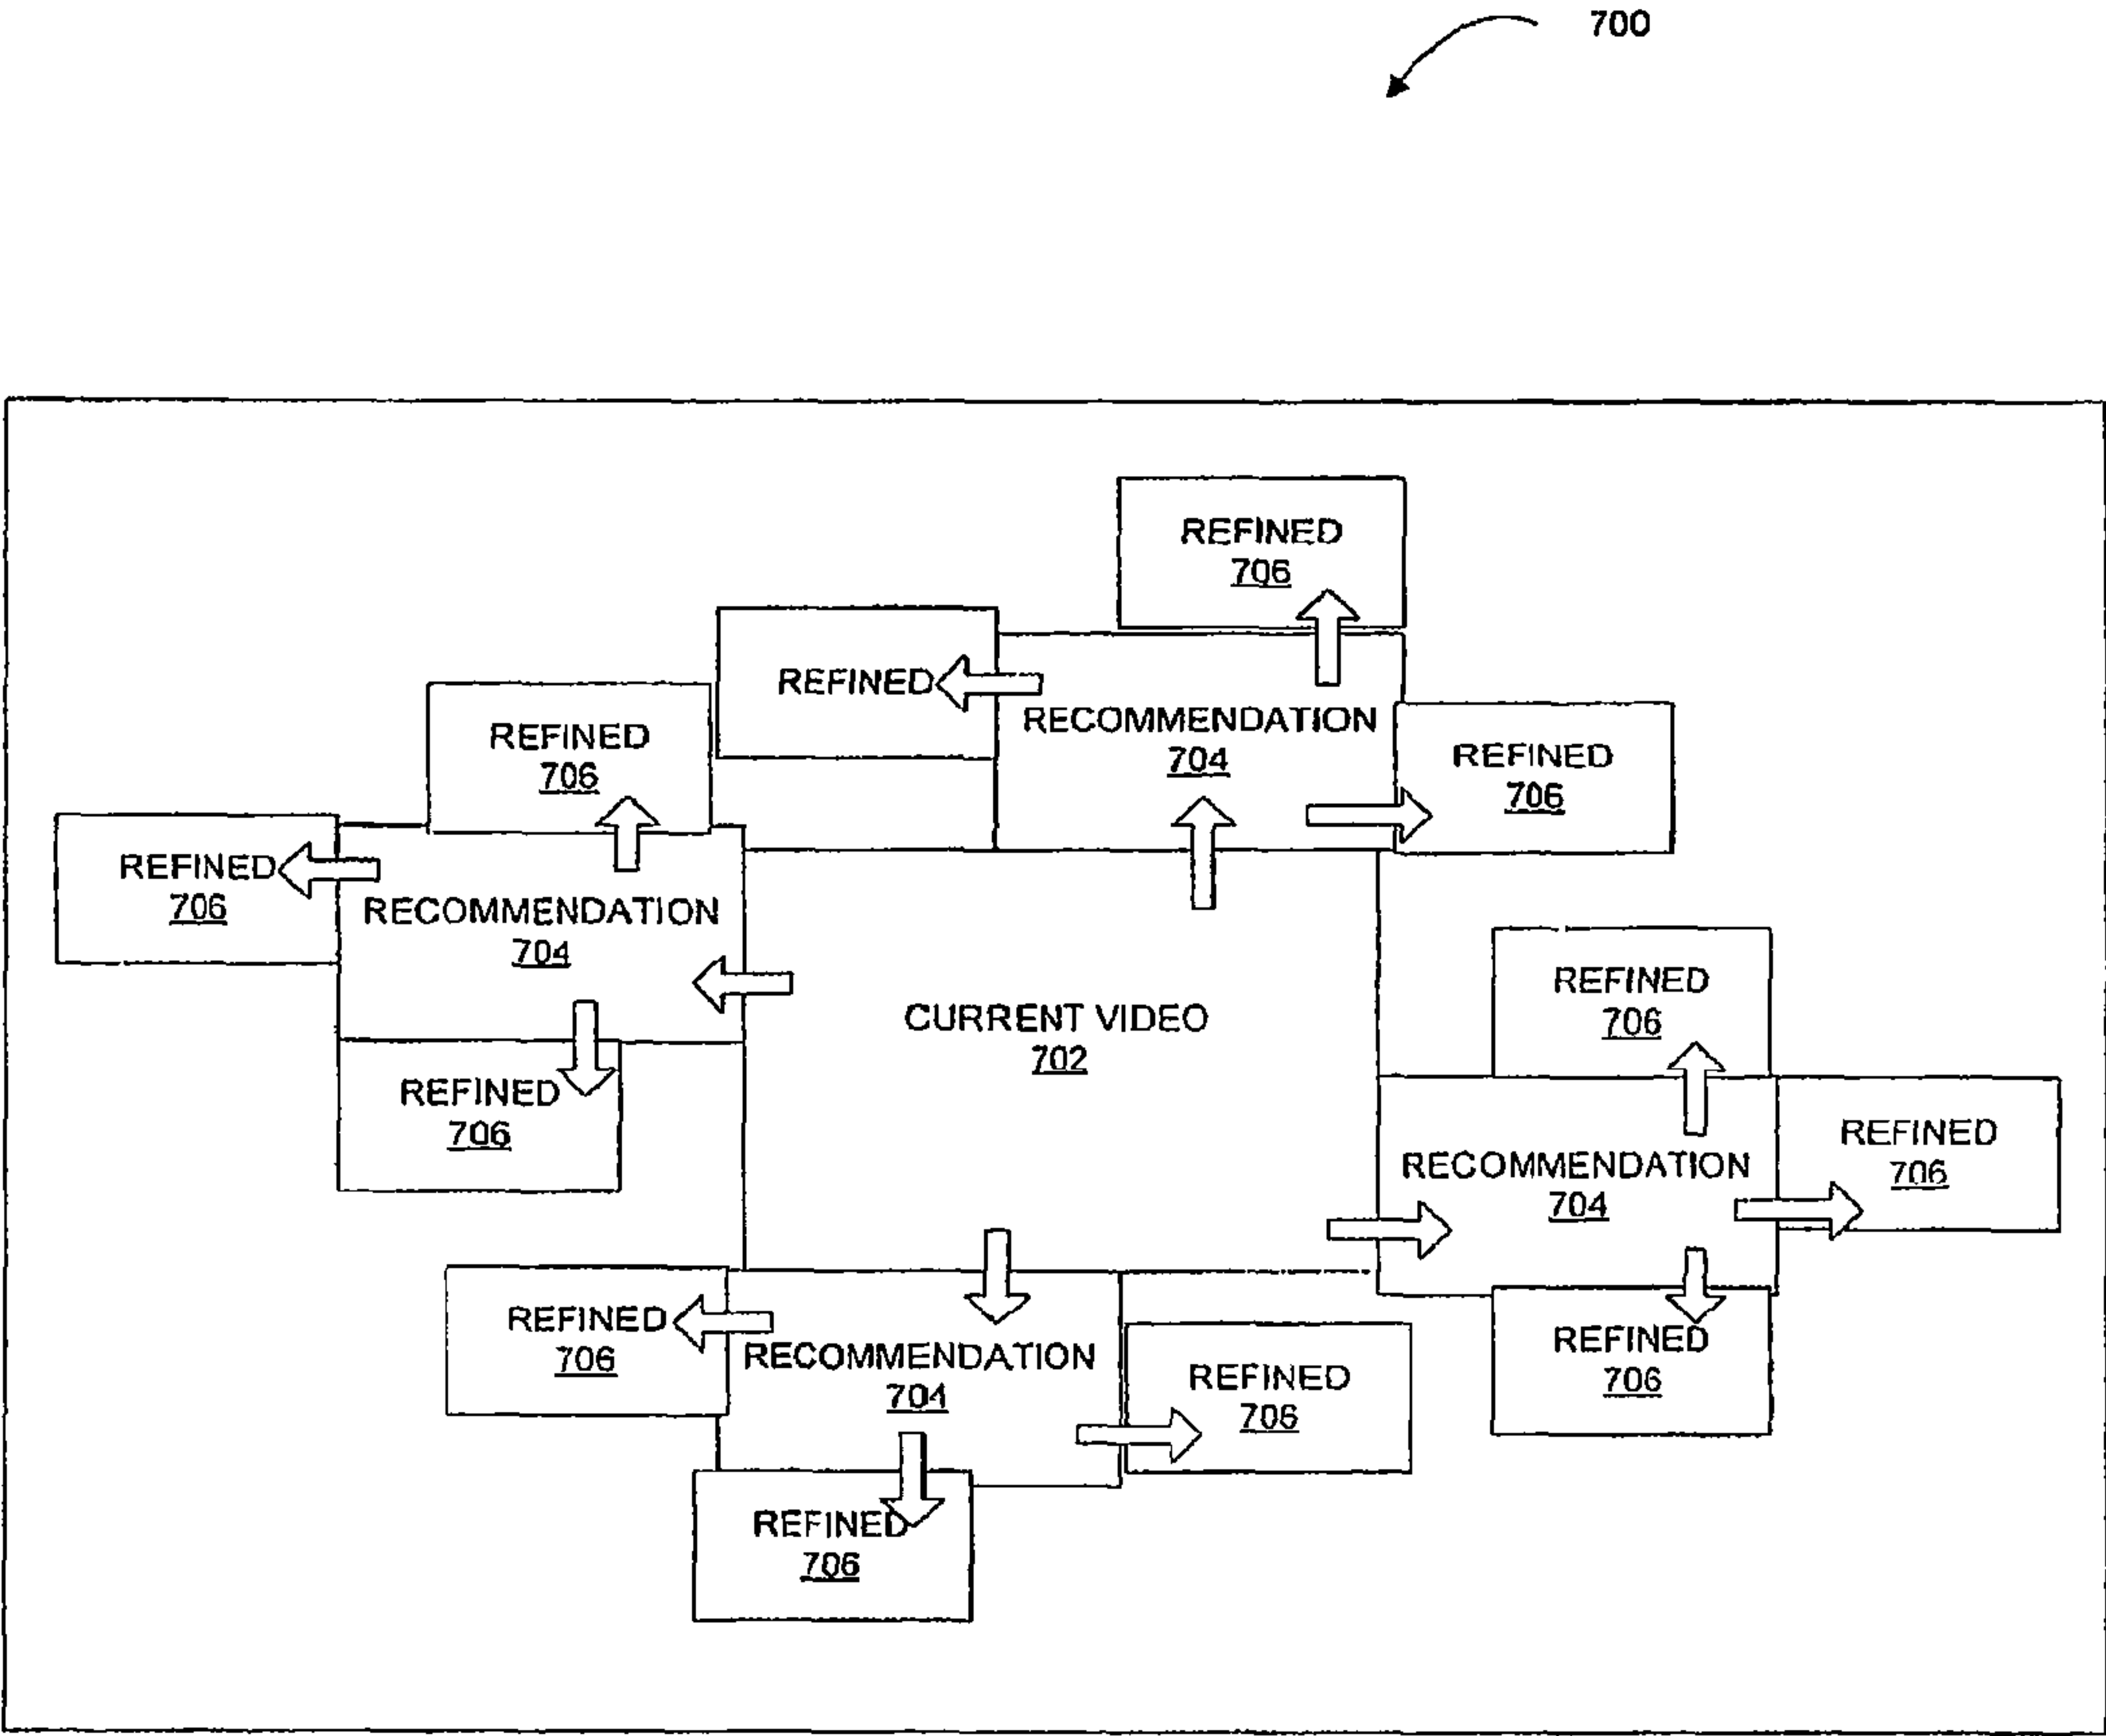 700
REFINED
706
REFINED
RECOMMENDATION
704
REFINED
706
REFINED
706
REFINED
706
RECOMMENDATION
704
REFINED
706
CURRENT VIDEO
702
REFINED
706
RECOMMENDATION
704
REFINED
706
REFINED
706
REFINED
706
RECOMMENDATION
704
REFINED
706
REFINED
706